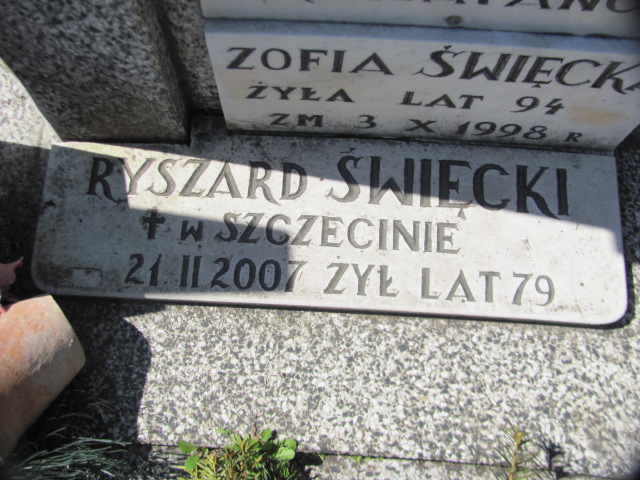 ZOFIA ŚWIĘCKA
ŻYŁA LAT 94
ZM 3 X 1998 R
RYSZARD ŚWIĘCKI
✝ W SZCZECINIE
21 II 2007 ŻYŁ LAT 79